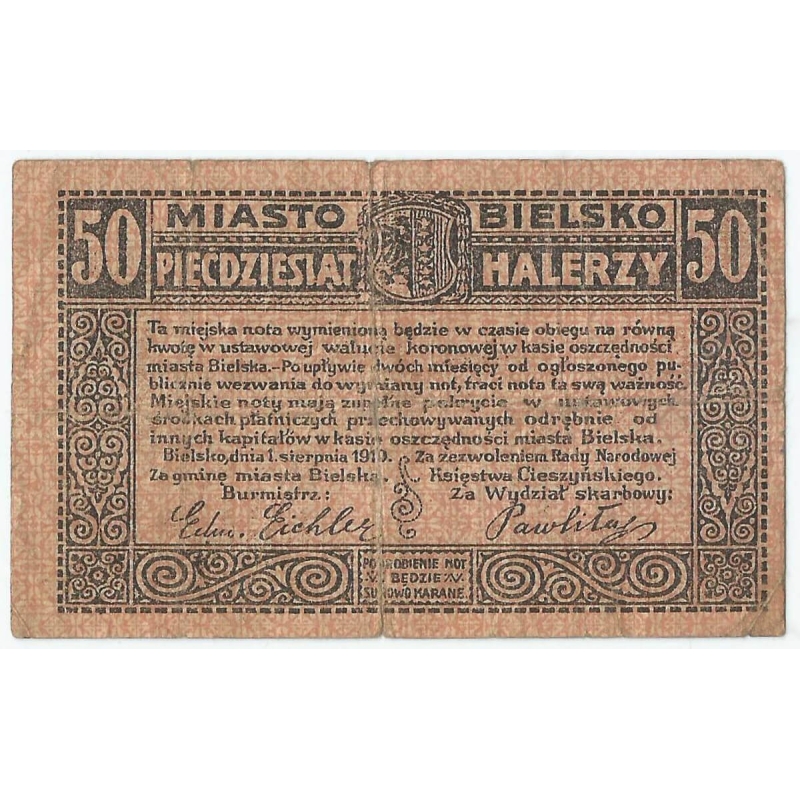 50 MIASTO BIELSKO 50
PIĘĆDZIESIĄT HALERZY
Ta miejska nota wymienioną będzie w czasie obiegu na równą
kwotę w ustawowej walucie koronowej w kasie oszczędności
miasta Bielska.-Po upływie dwóch miesięcy od ogłoszonego pu-
blicznie wezwania do wymiany not, traci nota ta swą ważność.
Miejskie noty mają zupełne pokrycie w ustawowych
środkach płatniczych przechowywanych odrębnie od
innych kapitałów w kasie oszczędności miasta Bielska.
Bielsko, dnia 1. sierpnia 1919. Za zezwoleniem Rady Narodowej
Za gminę miasta Bielska Księstwa Cieszyńskiego.
Burmistrz: Za Wydział skarbowy:
Edm. Eichler
PODROBIENIE NOT
BĘDZIE
SUROWO KARANE.